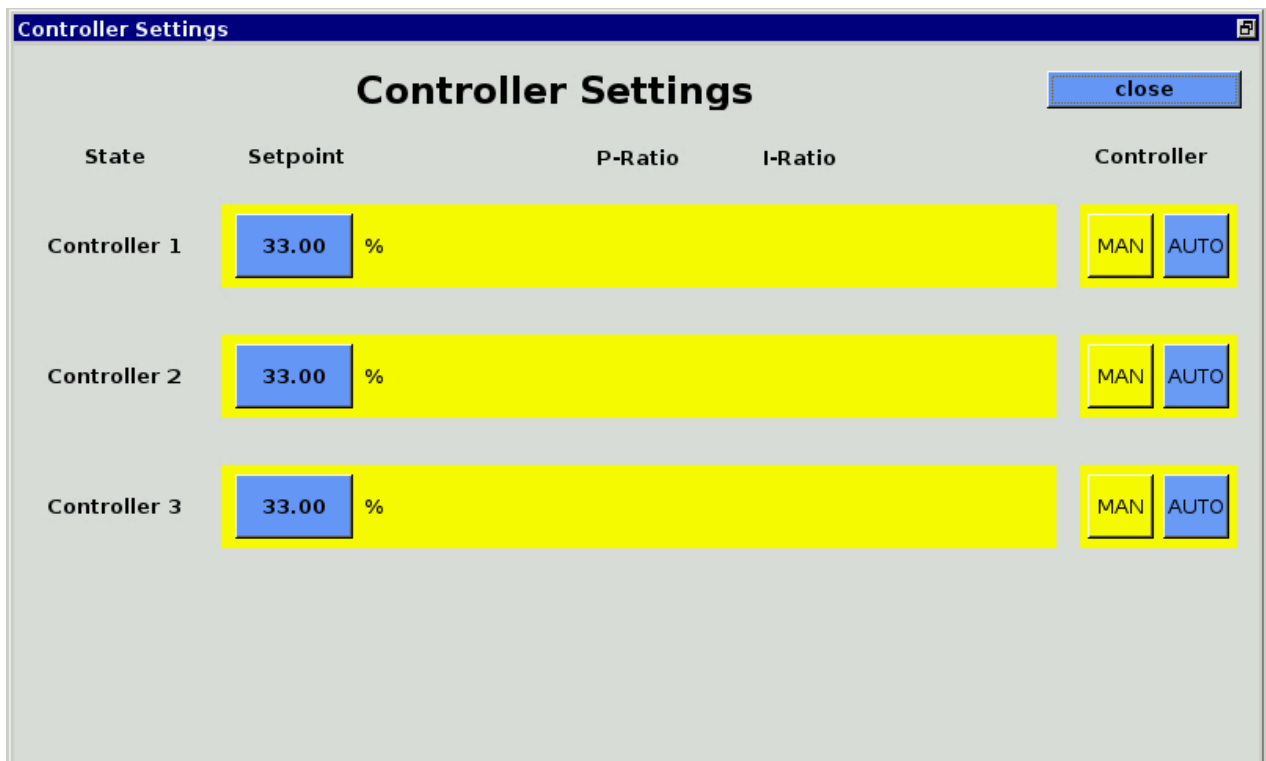 Controller Settings
Controller Settings
close
State Setpoint P-Ratio I-Ratio Controller
Controller 1 33.00 % MAN AUTO
Controller 2 33.00 % MAN AUTO
Controller 3 33.00 % MAN AUTO